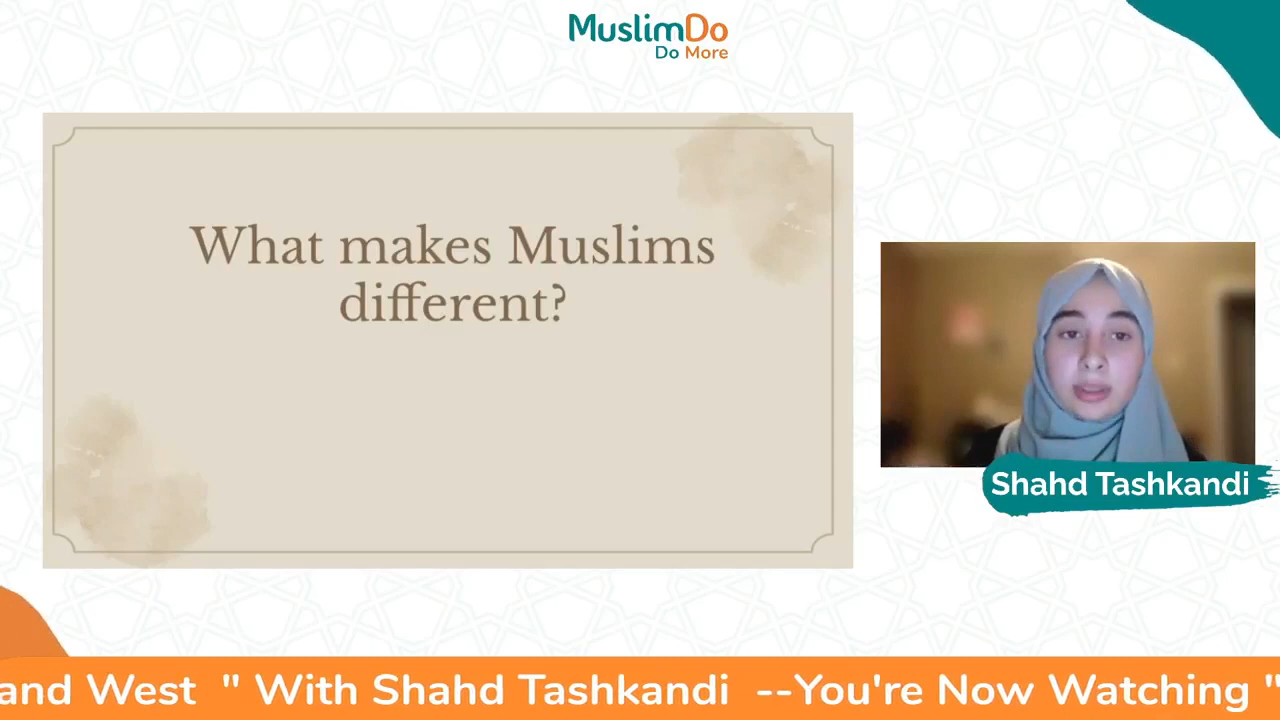 MuslimDo
Do More
What makes Muslims
different?
Shahd Tashkandi
and West " With Shahd Tashkandi --You're Now Watching "